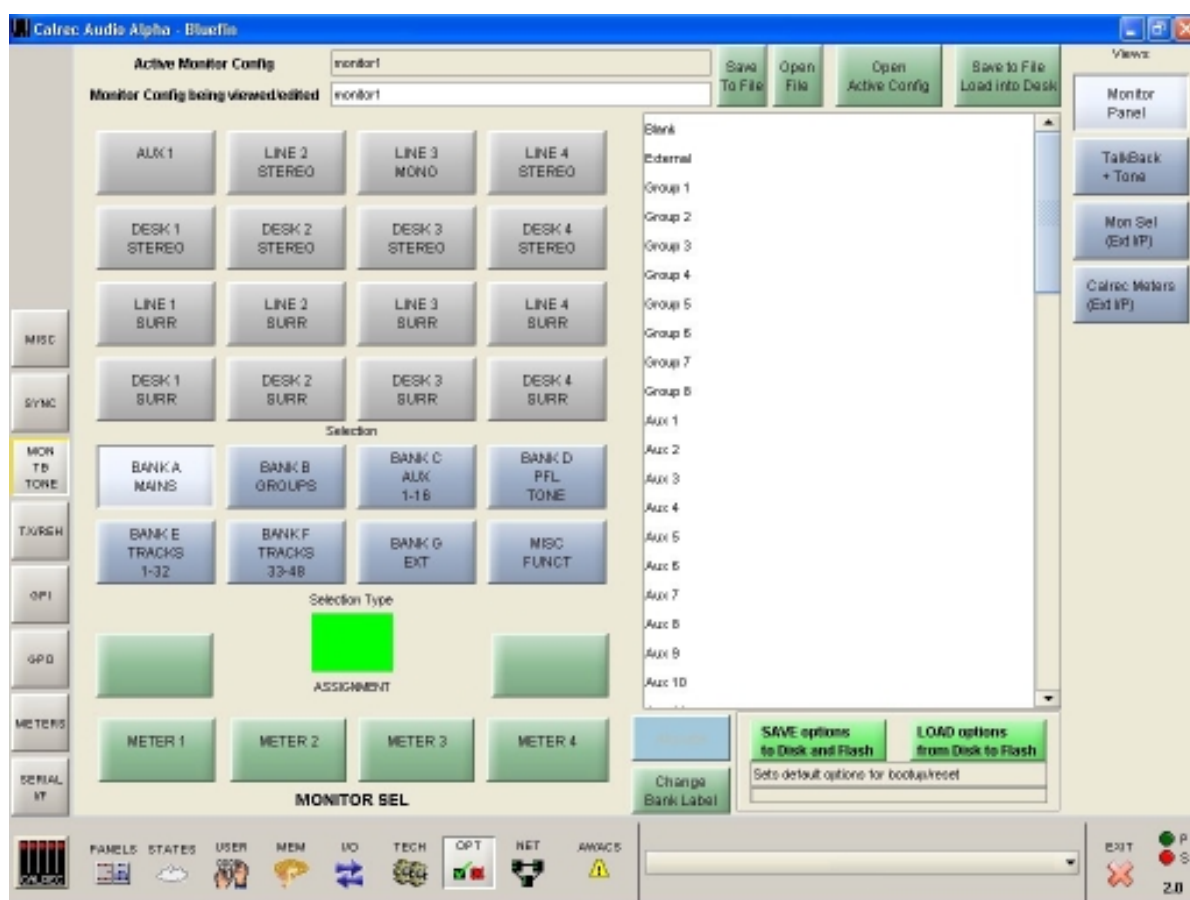 Calrec Audio Alpha - Bluefin
Active Monitor Config
monitor1
Save
To File
Open
File
Open
Active Config
Save to File
Load into Desk
Views:
Monitor Config being viewed/edited
monitor1
Monitor
Panel
TalkBack
+ Tone
Mon Sel
(Ext I/P)
Calrec Meters
(Ext I/P)
AUX 1
LINE 2
STEREO
LINE 3
MONO
LINE 4
STEREO
DESK 1
STEREO
DESK 2
STEREO
DESK 3
STEREO
DESK 4
STEREO
LINE 1
SURR
LINE 2
SURR
LINE 3
SURR
LINE 4
SURR
DESK 1
SURR
DESK 2
SURR
DESK 3
SURR
DESK 4
SURR
Selection
BANK A
MAINS
BANK B
GROUPS
BANK C
AUX
1-16
BANK D
PFL
TONE
BANK E
TRACKS
1-32
BANK F
TRACKS
33-48
BANK G
EXT
MISC
FUNCT
Selection Type
ASSIGNMENT
METER 1
METER 2
METER 3
METER 4
MONITOR SEL
Blank
External
Group 1
Group 2
Group 3
Group 4
Group 5
Group 6
Group 7
Group 8
Aux 1
Aux 2
Aux 3
Aux 4
Aux 5
Aux 6
Aux 7
Aux 8
Aux 9
Aux 10
Change
Bank Label
SAVE options
to Disk and Flash
LOAD options
from Disk to Flash
Sets default options for bootup/reset
MISC
SYNC
MON
TB
TONE
TX/REH
GPI
GPO
METERS
SERIAL
I/F
CALREC
PANELS
STATES
USER
MEM
I/O
TECH
OPT
NET
AWACS
EXIT
P
S
2.0